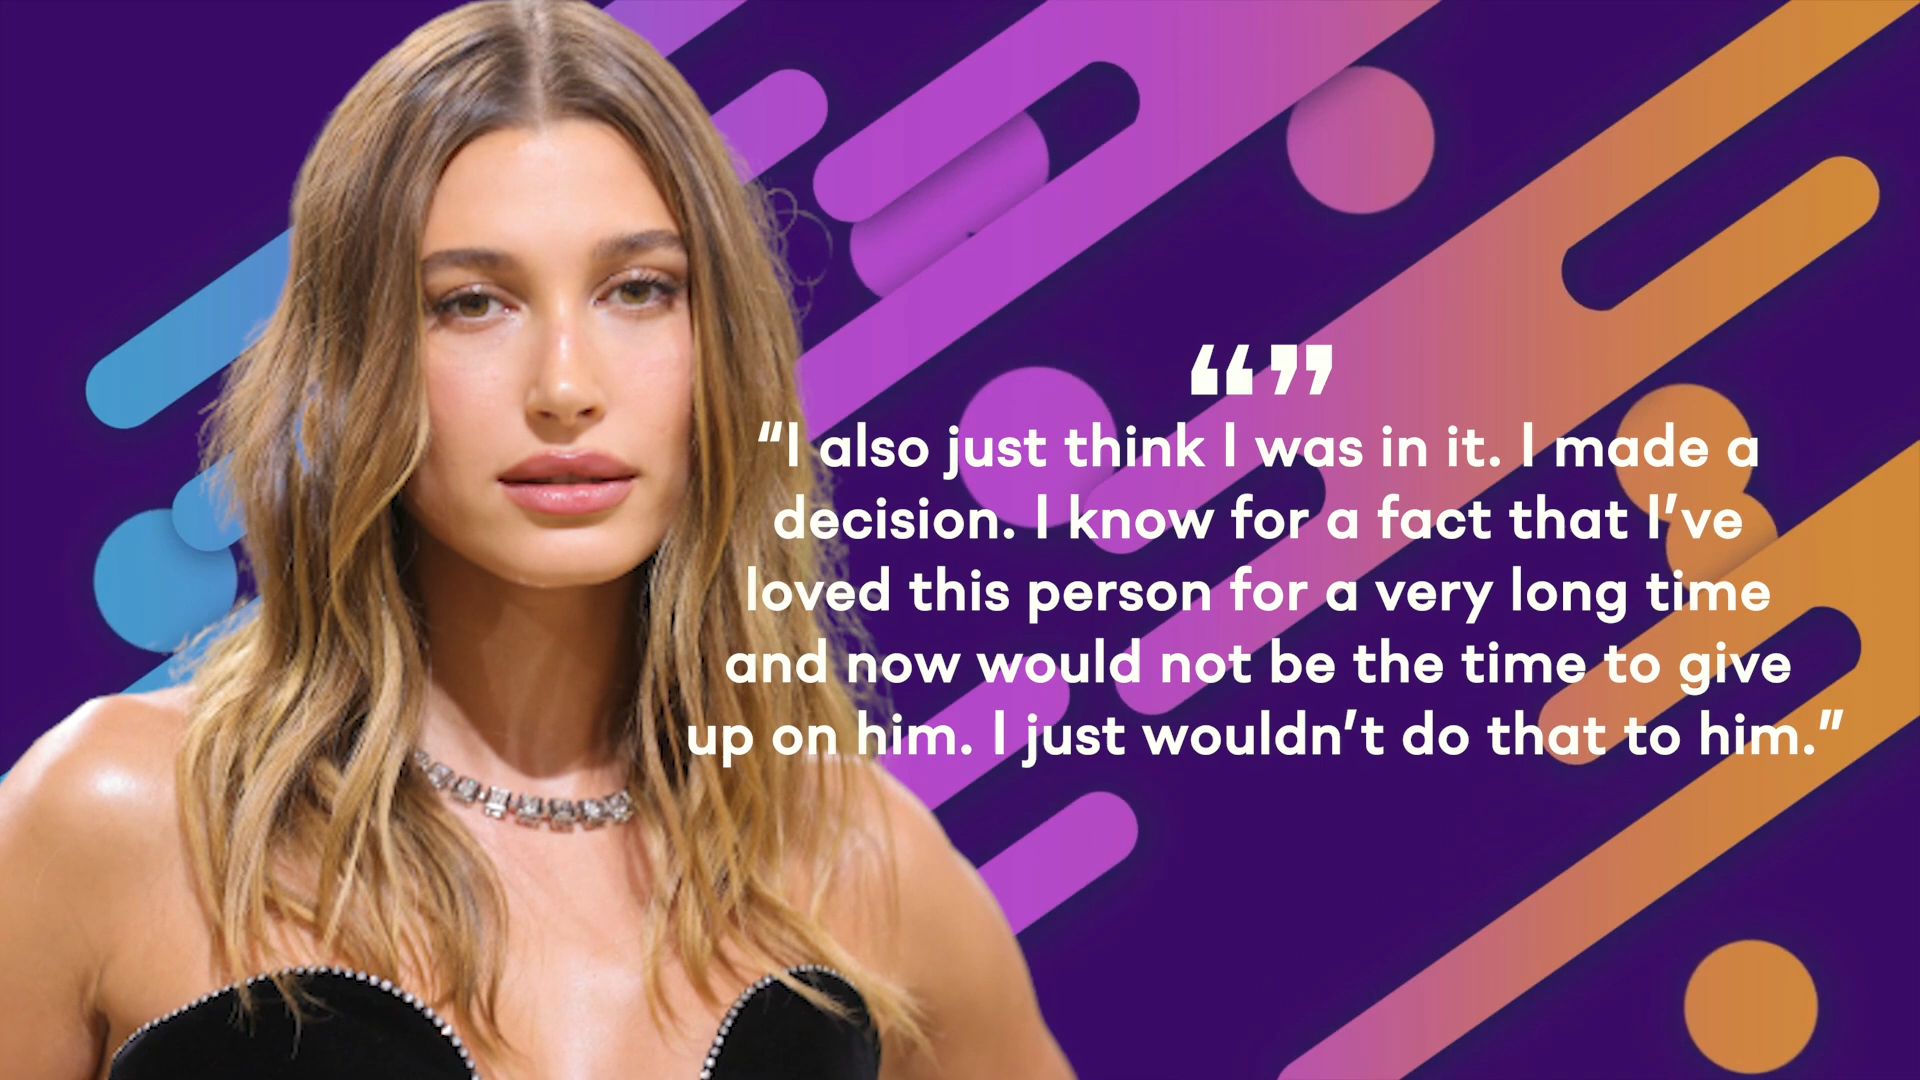 “”
“I also just think I was in it. I made a
decision. I know for a fact that I’ve
loved this person for a very long time
and now would not be the time to give
up on him. I just wouldn’t do that to him.”